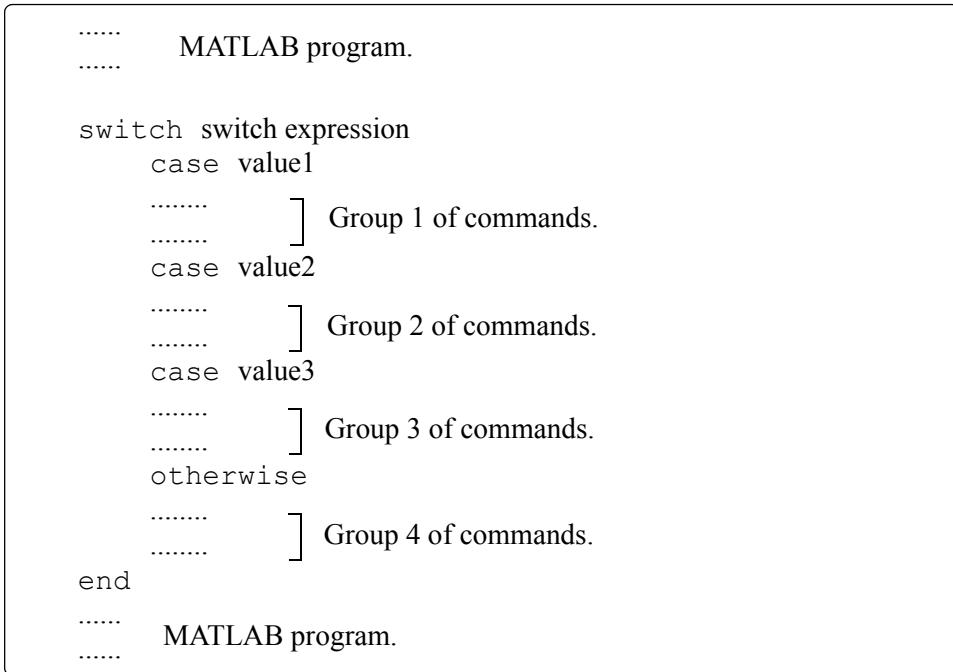 ......
MATLAB program.
......
switch switch expression
case value1
........
Group 1 of commands.
........
case value2
........
Group 2 of commands.
........
case value3
........
Group 3 of commands.
........
otherwise
........
Group 4 of commands.
........
end
......
MATLAB program.
......